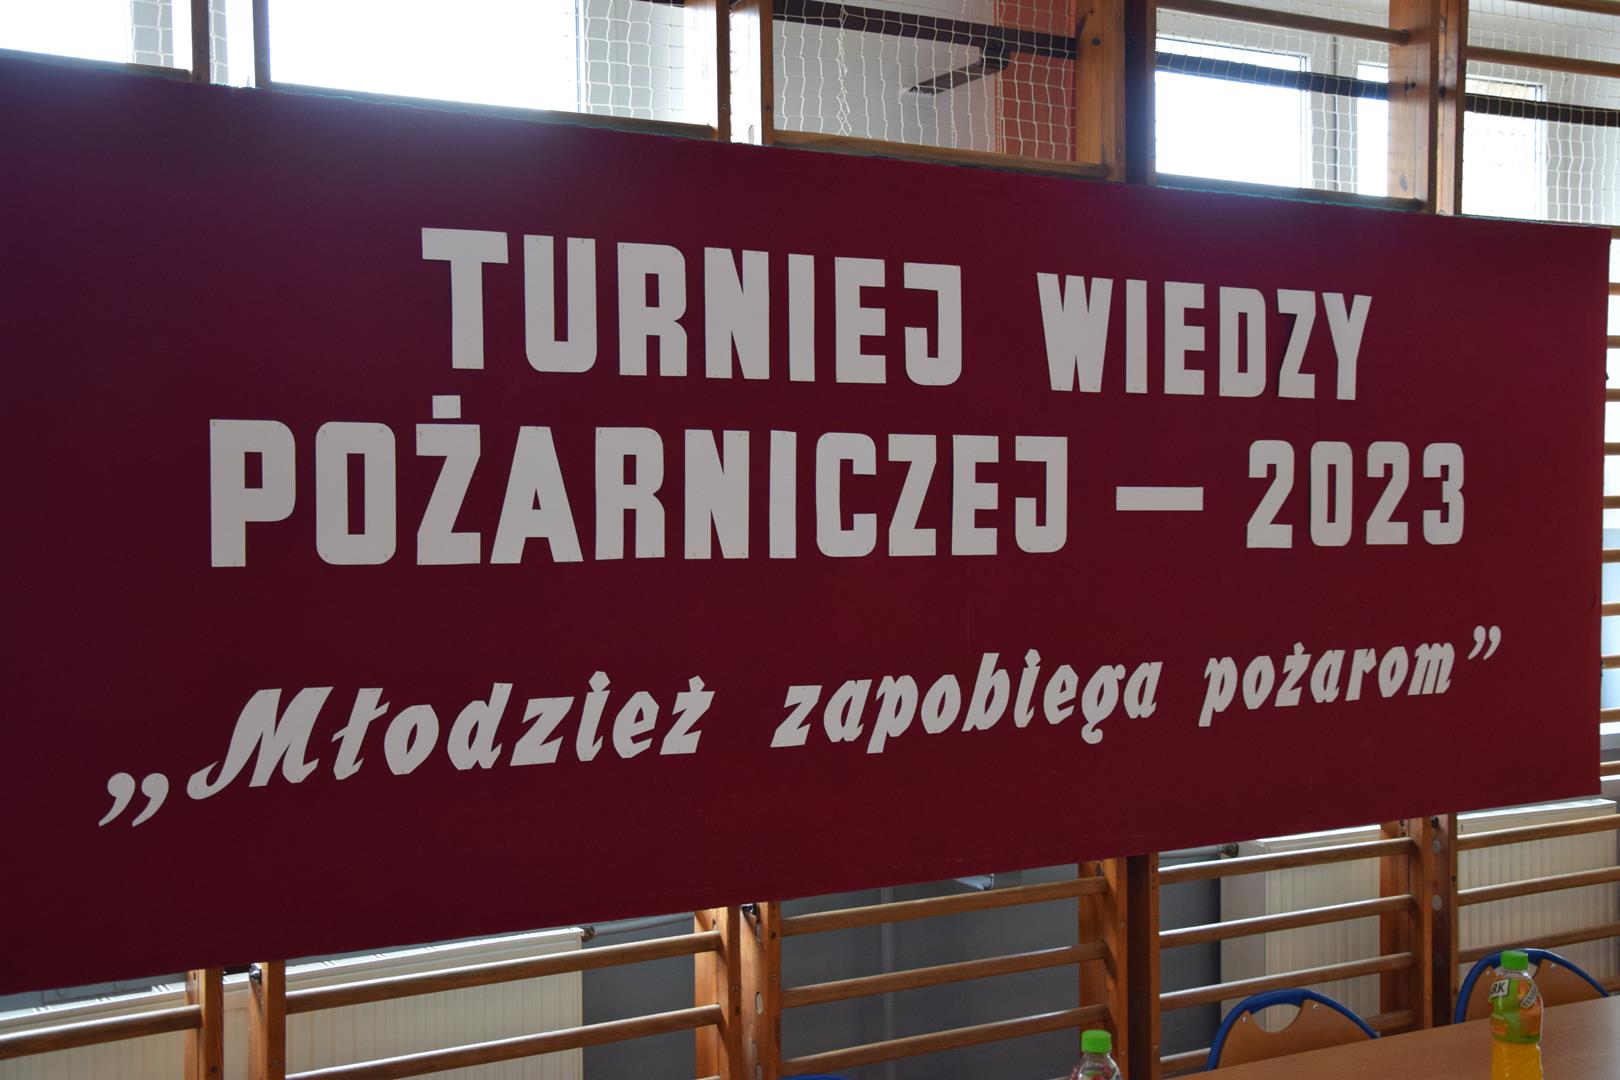 TURNIEJ WIEDZY
POŻARNICZEJ — 2023
„Młodzież zapobiega pożarom”